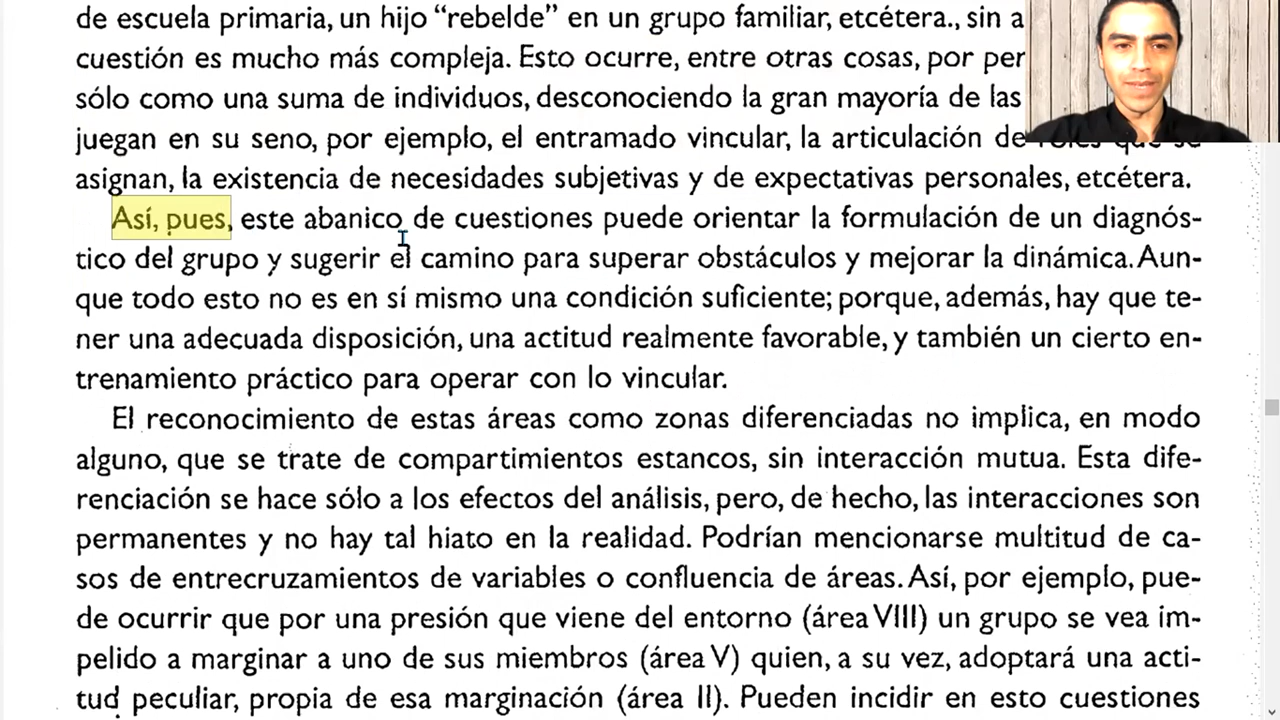 de escuela primaria, un hijo “rebelde” en un grupo familiar, etcétera., sin a
cuestión es mucho más compleja. Esto ocurre, entre otras cosas, por per
sólo como una suma de individuos, desconociendo la gran mayoría de las
juegan en su seno, por ejemplo, el entramado vincular, la articulación de roles que se
asignan, la existencia de necesidades subjetivas y de expectativas personales, etcétera.
Así, pues, este abanico de cuestiones puede orientar la formulación de un diagnós-
tico del grupo y sugerir el camino para superar obstáculos y mejorar la dinámica. Aun-
que todo esto no es en sí mismo una condición suficiente; porque, además, hay que te-
ner una adecuada disposición, una actitud realmente favorable, y también un cierto en-
trenamiento práctico para operar con lo vincular.
El reconocimiento de estas áreas como zonas diferenciadas no implica, en modo
alguno, que se trate de compartimientos estancos, sin interacción mutua. Esta dife-
renciación se hace sólo a los efectos del análisis, pero, de hecho, las interacciones son
permanentes y no hay tal hiato en la realidad. Podrían mencionarse multitud de ca-
sos de entrecruzamientos de variables o confluencia de áreas. Así, por ejemplo, pue-
de ocurrir que por una presión que viene del entorno (área VIII) un grupo se vea im-
pelido a marginar a uno de sus miembros (área V) quien, a su vez, adoptará una acti-
tud peculiar, propia de esa marginación (área II). Pueden incidir en esto cuestiones